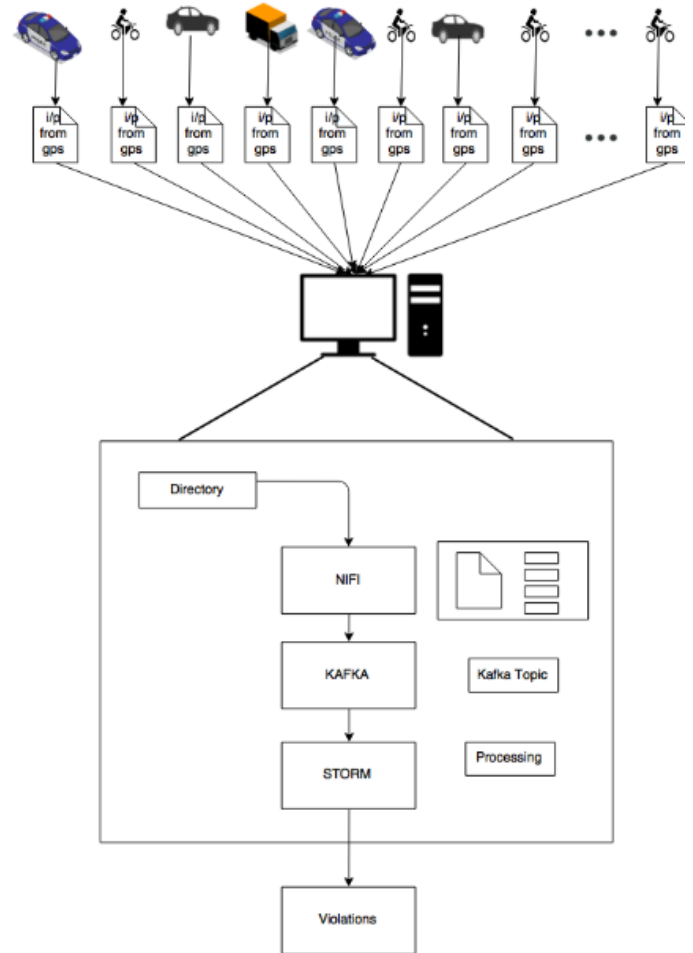 i/p
from
gps
i/p
from
gps
i/p
from
gps
i/p
from
gps
i/p
from
gps
i/p
from
gps
i/p
from
gps
i/p
from
gps
i/p
from
gps
Directory
NIFI
KAFKA
Kafka Topic
STORM
Processing
Violations